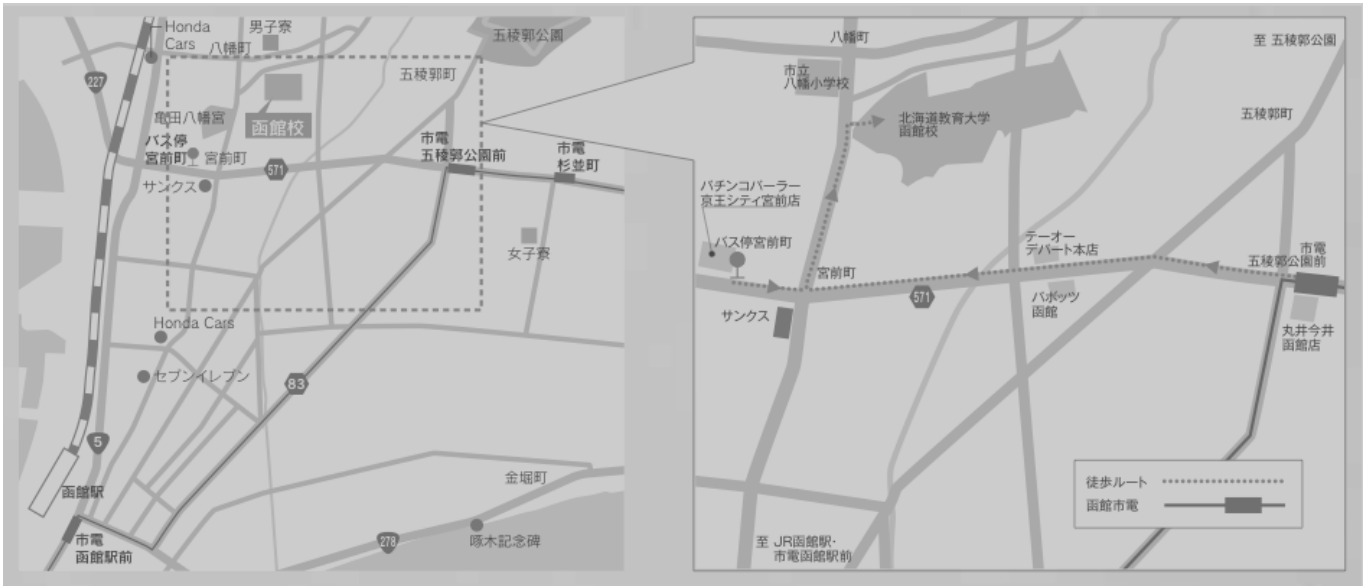 Honda
Cars
男子寮
八幡町
五稜郭公園
227
五稜郭町
亀田八幡宮
函館校
バス停
宮前町
宮前町
571
サンクス
市電
五稜郭公園前
市電
杉並町
女子寮
Honda Cars
セブンイレブン
83
5
函館駅
市電
函館駅前
金堀町
278
啄木記念碑
八幡町
至 五稜郭公園
市立
八幡小学校
北海道教育大学
函館校
五稜郭町
パチンコパーラー
京王シティ宮前店
バス停宮前町
宮前町
テーオー
デパート本店
市電
五稜郭公園前
571
サンクス
パボッツ
函館
丸井今井
函館店
徒歩ルート
函館市電
至 JR函館駅・
市電函館駅前